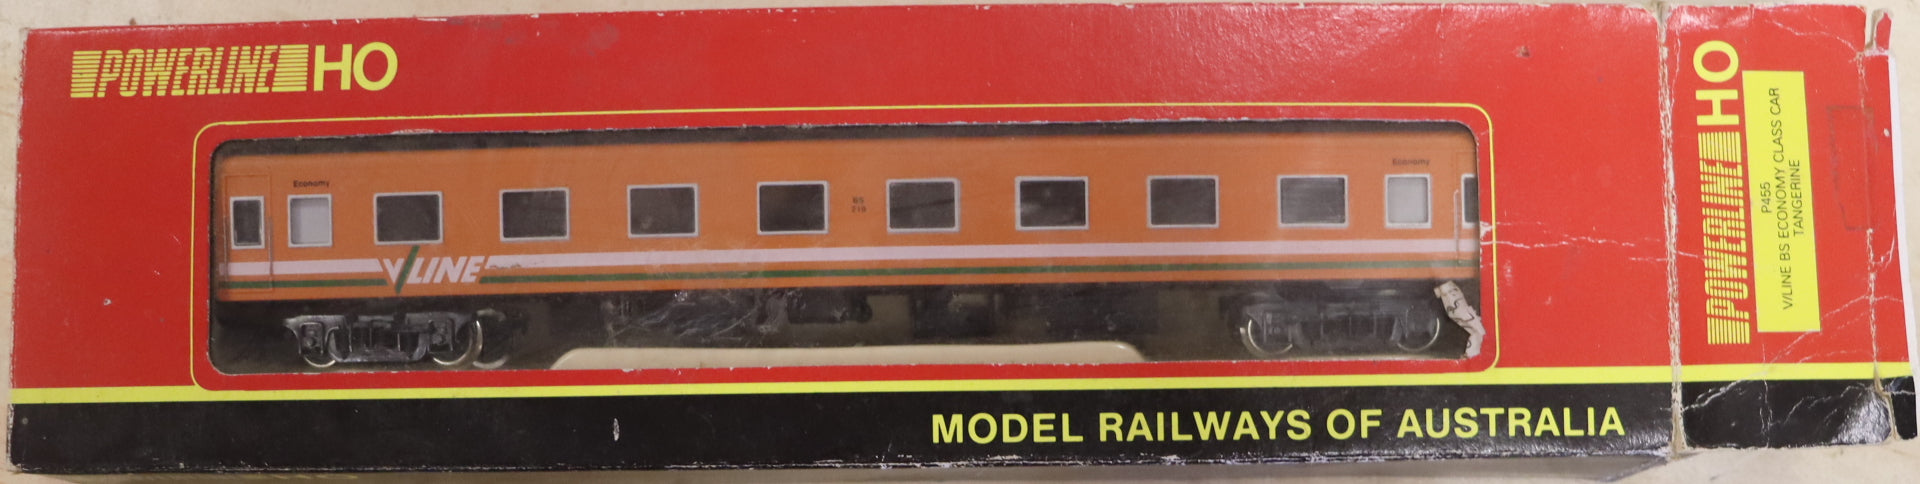 POWERLINE HO
Economy
Economy
BS
219
V/LINE
MODEL RAILWAYS OF AUSTRALIA
POWERLINE HO
P455
V/LINE BS ECONOMY CLASS CAR
TANGERINE